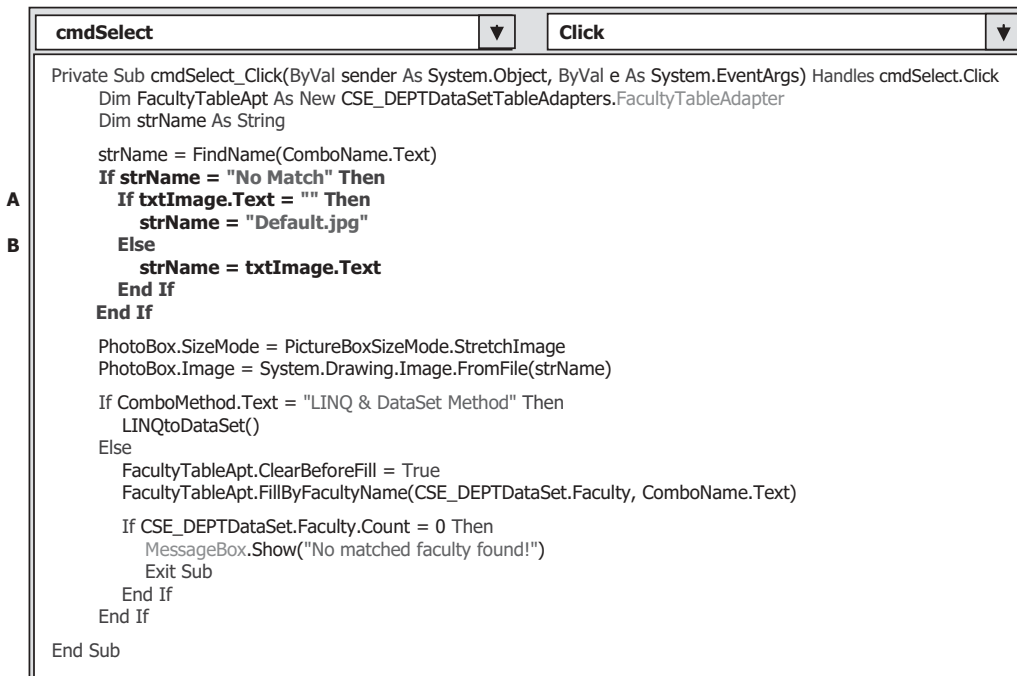 cmdSelect Click
Private Sub cmdSelect_Click(ByVal sender As System.Object, ByVal e As System.EventArgs) Handles cmdSelect.Click
Dim FacultyTableApt As New CSE_DEPTDataSetTableAdapters.FacultyTableAdapter
Dim strName As String
strName = FindName(ComboName.Text)
If strName = "No Match" Then
A If txtImage.Text = "" Then
strName = "Default.jpg"
B Else
strName = txtImage.Text
End If
End If
PhotoBox.SizeMode = PictureBoxSizeMode.StretchImage
PhotoBox.Image = System.Drawing.Image.FromFile(strName)
If ComboMethod.Text = "LINQ & DataSet Method" Then
LINQtoDataSet()
Else
FacultyTableApt.ClearBeforeFill = True
FacultyTableApt.FillByFacultyName(CSE_DEPTDataSet.Faculty, ComboName.Text)
If CSE_DEPTDataSet.Faculty.Count = 0 Then
MessageBox.Show("No matched faculty found!")
Exit Sub
End If
End If
End Sub